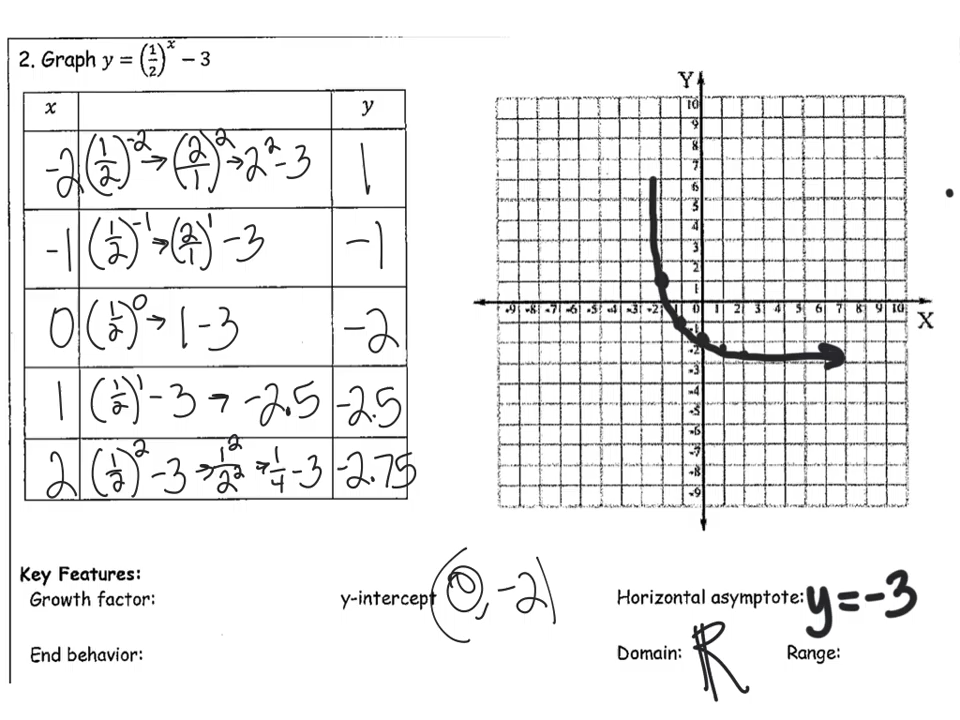 2. Graph y = (1/2)^x − 3
x y
-2 (1/2)^-2 → (2/1)^2 → 2^2 - 3 1
-1 (1/2)^-1 → (2/1)^1 - 3 -1
0 (1/2)^0 → 1 - 3 -2
1 (1/2)^1 - 3 → -2.5 -2.5
2 (1/2)^2 - 3 → 1^2/2^2 → 1/4 - 3 -2.75
Y
10
9
8
7
6
5
4
3
2
1
-9 -8 -7 -6 -5 -4 -3 -2 -1 0 1 2 3 4 5 6 7 8 9 10 X
-1
-2
-3
-4
-5
-6
-7
-8
-9
Key Features:
Growth factor: y-intercept (0, -2) Horizontal asymptote: y=-3
End behavior: Domain: ℝ Range: